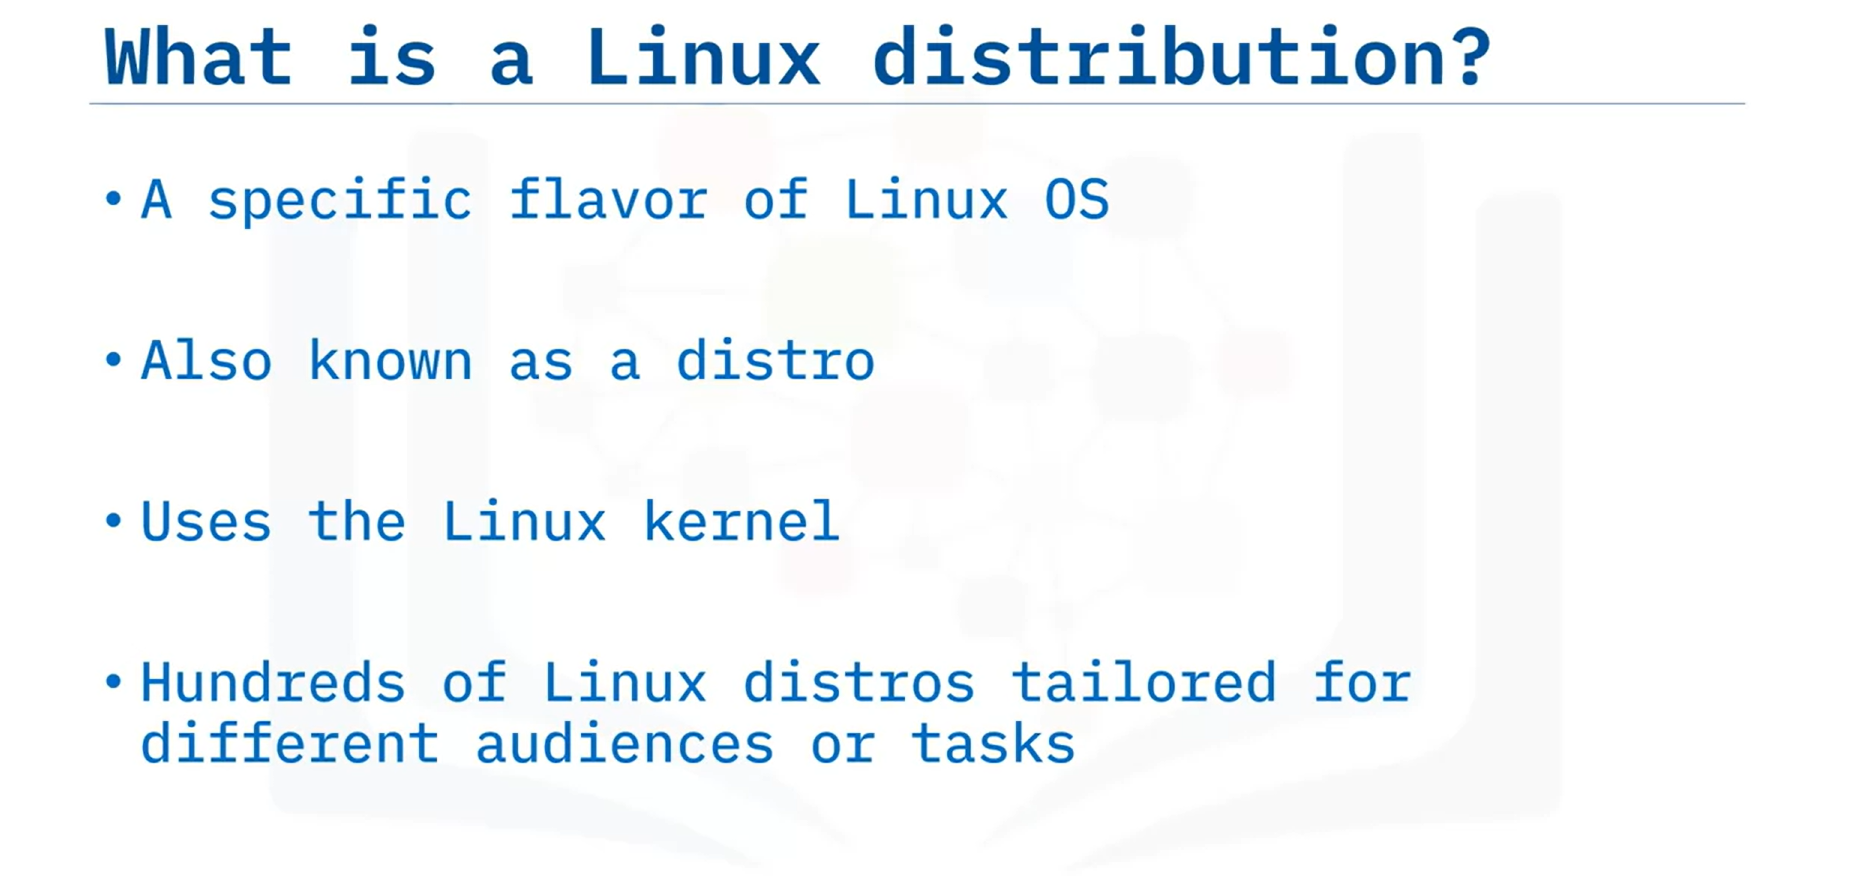 What is a Linux distribution?
• A specific flavor of Linux OS
• Also known as a distro
• Uses the Linux kernel
• Hundreds of Linux distros tailored for
different audiences or tasks